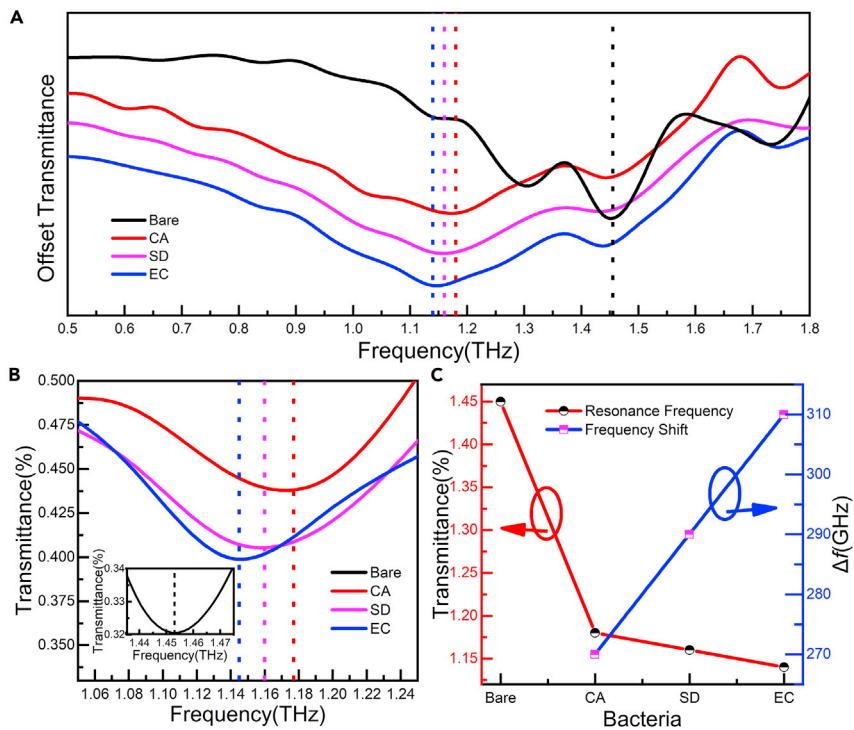 A
Offset Transmittance
Bare
CA
SD
EC
0.5 0.6 0.7 0.8 0.9 1.0 1.1 1.2 1.3 1.4 1.5 1.6 1.7 1.8
Frequency(THz)
B
0.500
0.475
0.450
0.425
0.400
0.375
0.350
Transmittance(%)
Bare
CA
SD
EC
0.34
0.33
0.32
Transmittance(%)
1.44 1.45 1.46 1.47
Frequency(THz)
1.06 1.08 1.10 1.12 1.14 1.16 1.18 1.20 1.22 1.24
Frequency(THz)
C
1.45
1.40
1.35
1.30
1.25
1.20
1.15
Transmittance(%)
Resonance Frequency
Frequency Shift
310
300
290
280
270
Δf(GHz)
Bare CA SD EC
Bacteria